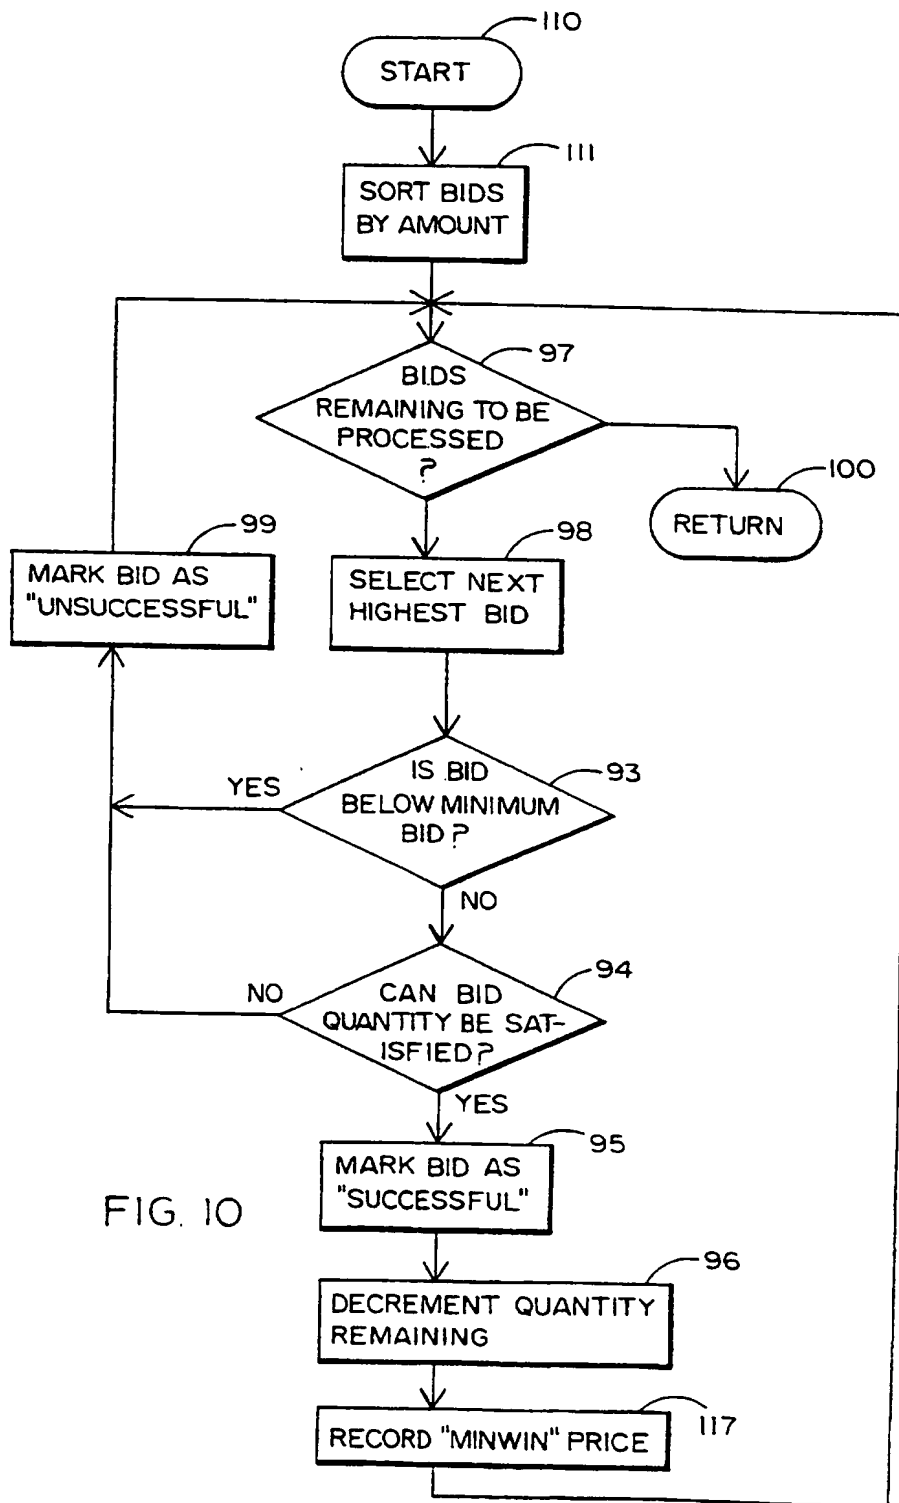 110
START
111
SORT BIDS
BY AMOUNT
97
BIDS
REMAINING TO BE
PROCESSED
?
100
RETURN
99
MARK BID AS
"UNSUCCESSFUL"
98
SELECT NEXT
HIGHEST BID
93
YES
IS BID
BELOW MINIMUM
BID?
NO
94
NO
CAN BID
QUANTITY BE SAT-
ISFIED?
YES
95
MARK BID AS
"SUCCESSFUL"
FIG. 10
96
DECREMENT QUANTITY
REMAINING
117
RECORD "MINWIN" PRICE